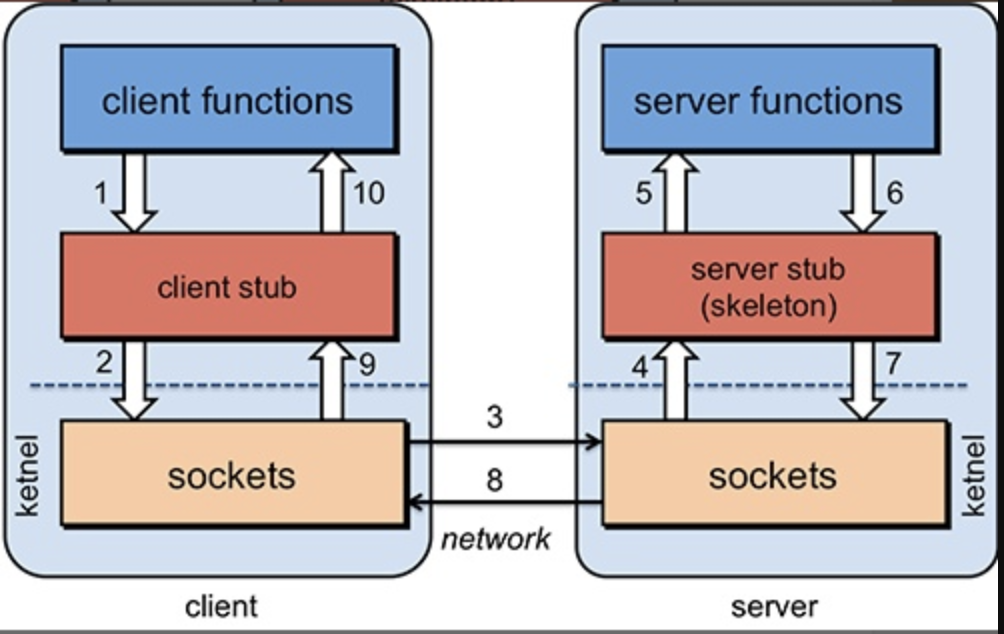 client functions
server functions
1
10
5
6
client stub
server stub
(skeleton)
2
9
4
7
ketnel
sockets
3
8
network
sockets
ketnel
client
server